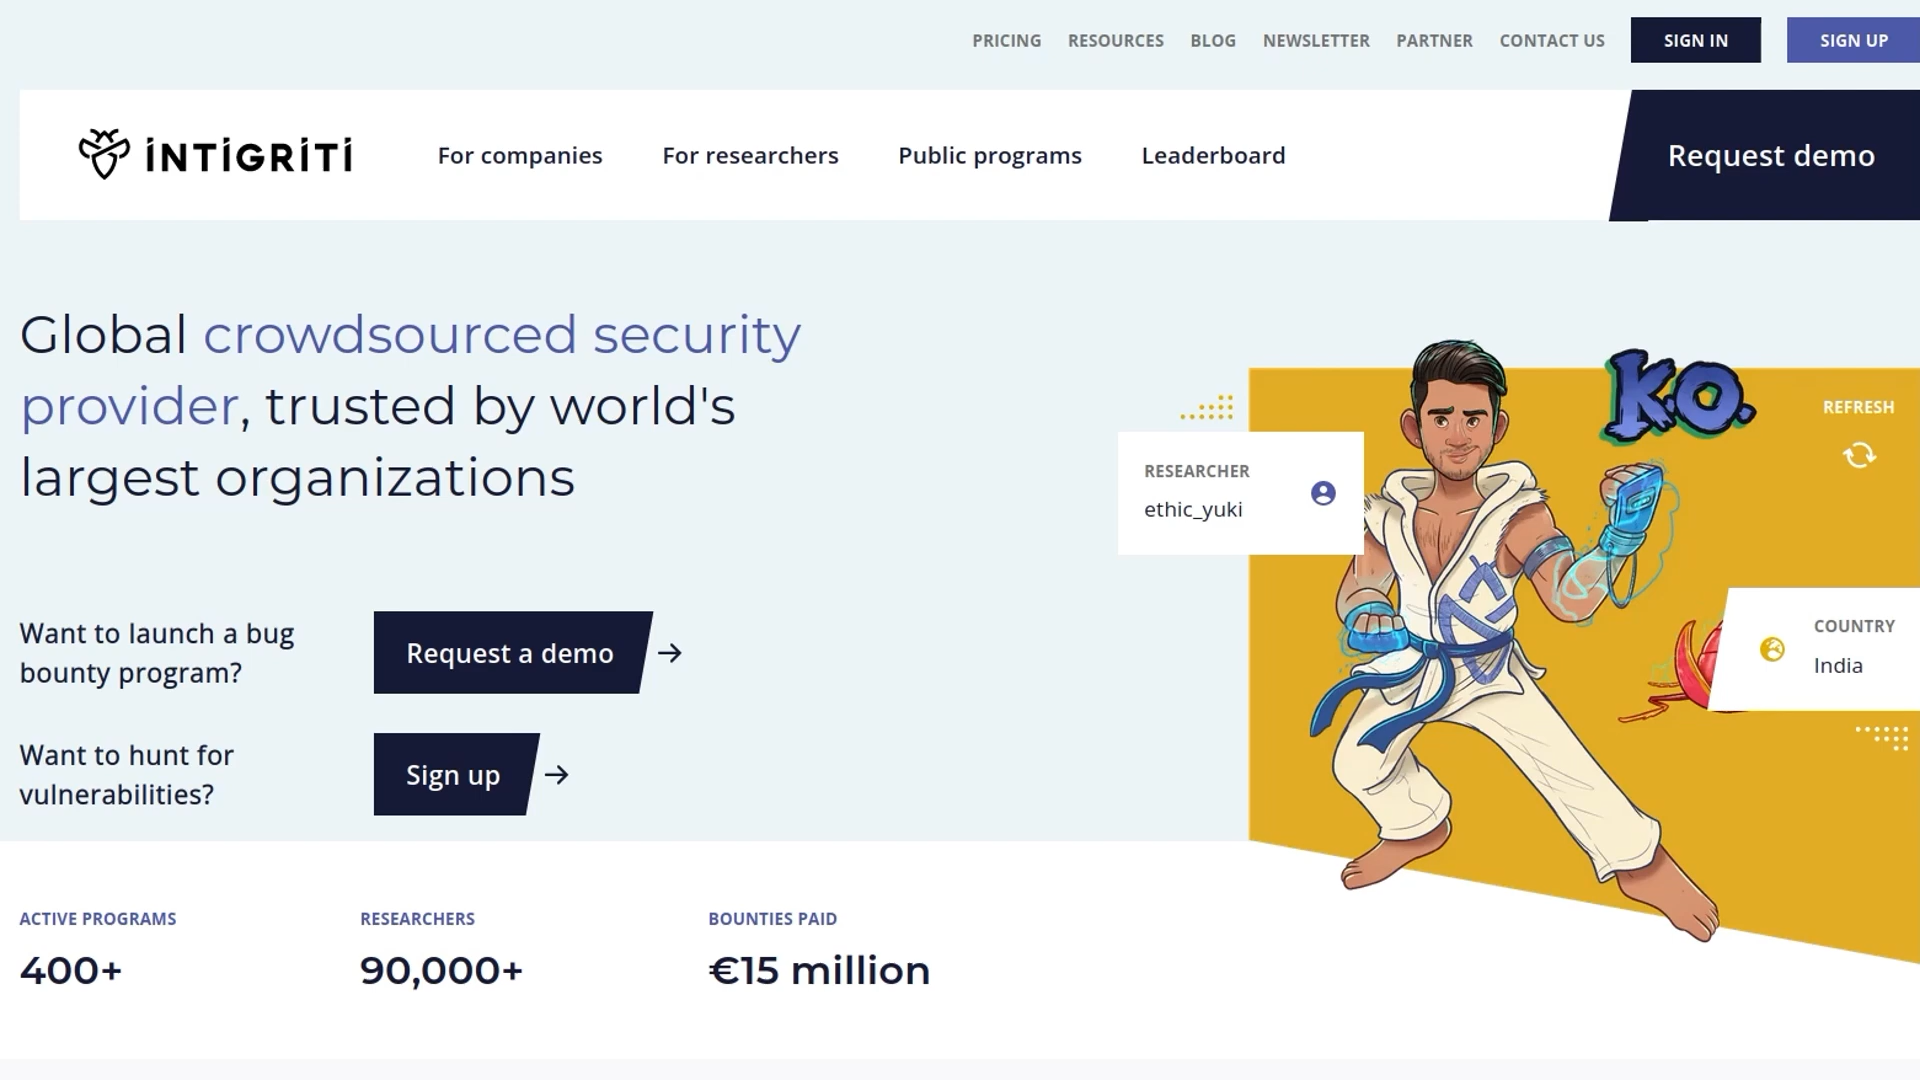 PRICING RESOURCES BLOG NEWSLETTER PARTNER CONTACT US SIGN IN SIGN UP
INTIGRITI For companies For researchers Public programs Leaderboard Request demo
Global crowdsourced security
provider, trusted by world's
largest organizations
K.O.
REFRESH
RESEARCHER
ethic_yuki
COUNTRY
India
Want to launch a bug
bounty program?
Request a demo
Want to hunt for
vulnerabilities?
Sign up
ACTIVE PROGRAMS
400+
RESEARCHERS
90,000+
BOUNTIES PAID
€15 million